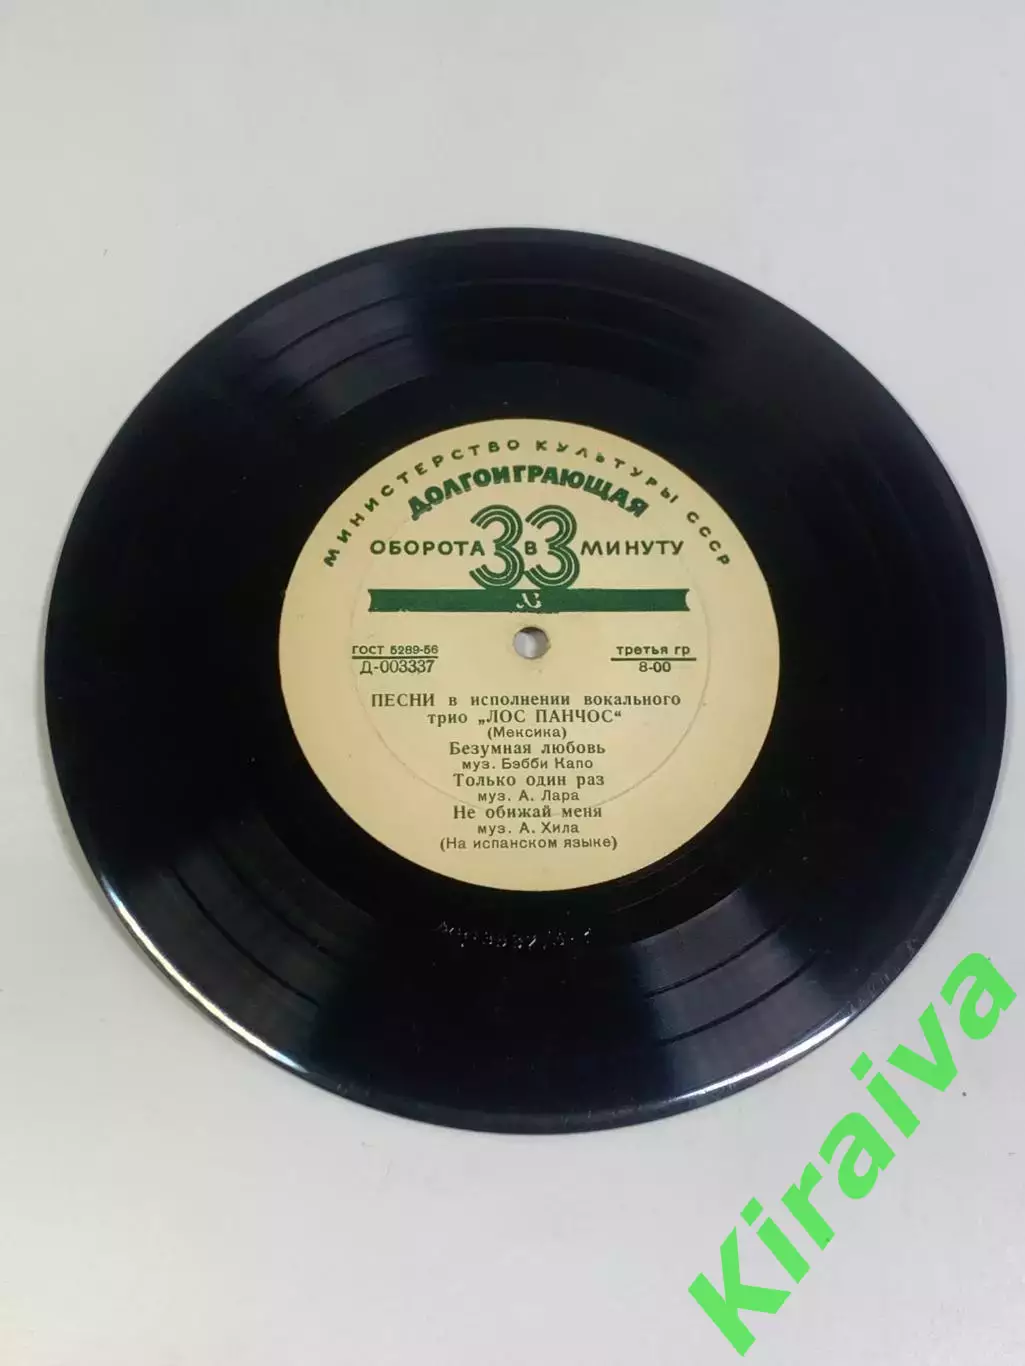 МИНИСТЕРСТВО КУЛЬТУРЫ СССР
ДОЛГОИГРАЮЩАЯ
ОБОРОТА 33 В МИНУТУ
ГОСТ 5289-56
Д-003337
третья гр
8-00
ПЕСНИ в исполнении вокального
трио „ЛОС ПАНЧОС“
(Мексика)
Безумная любовь
муз. Бэбби Капо
Только один раз
муз. А. Лара
Не обижай меня
муз. А. Хила
(На испанском языке)
Kiraiva